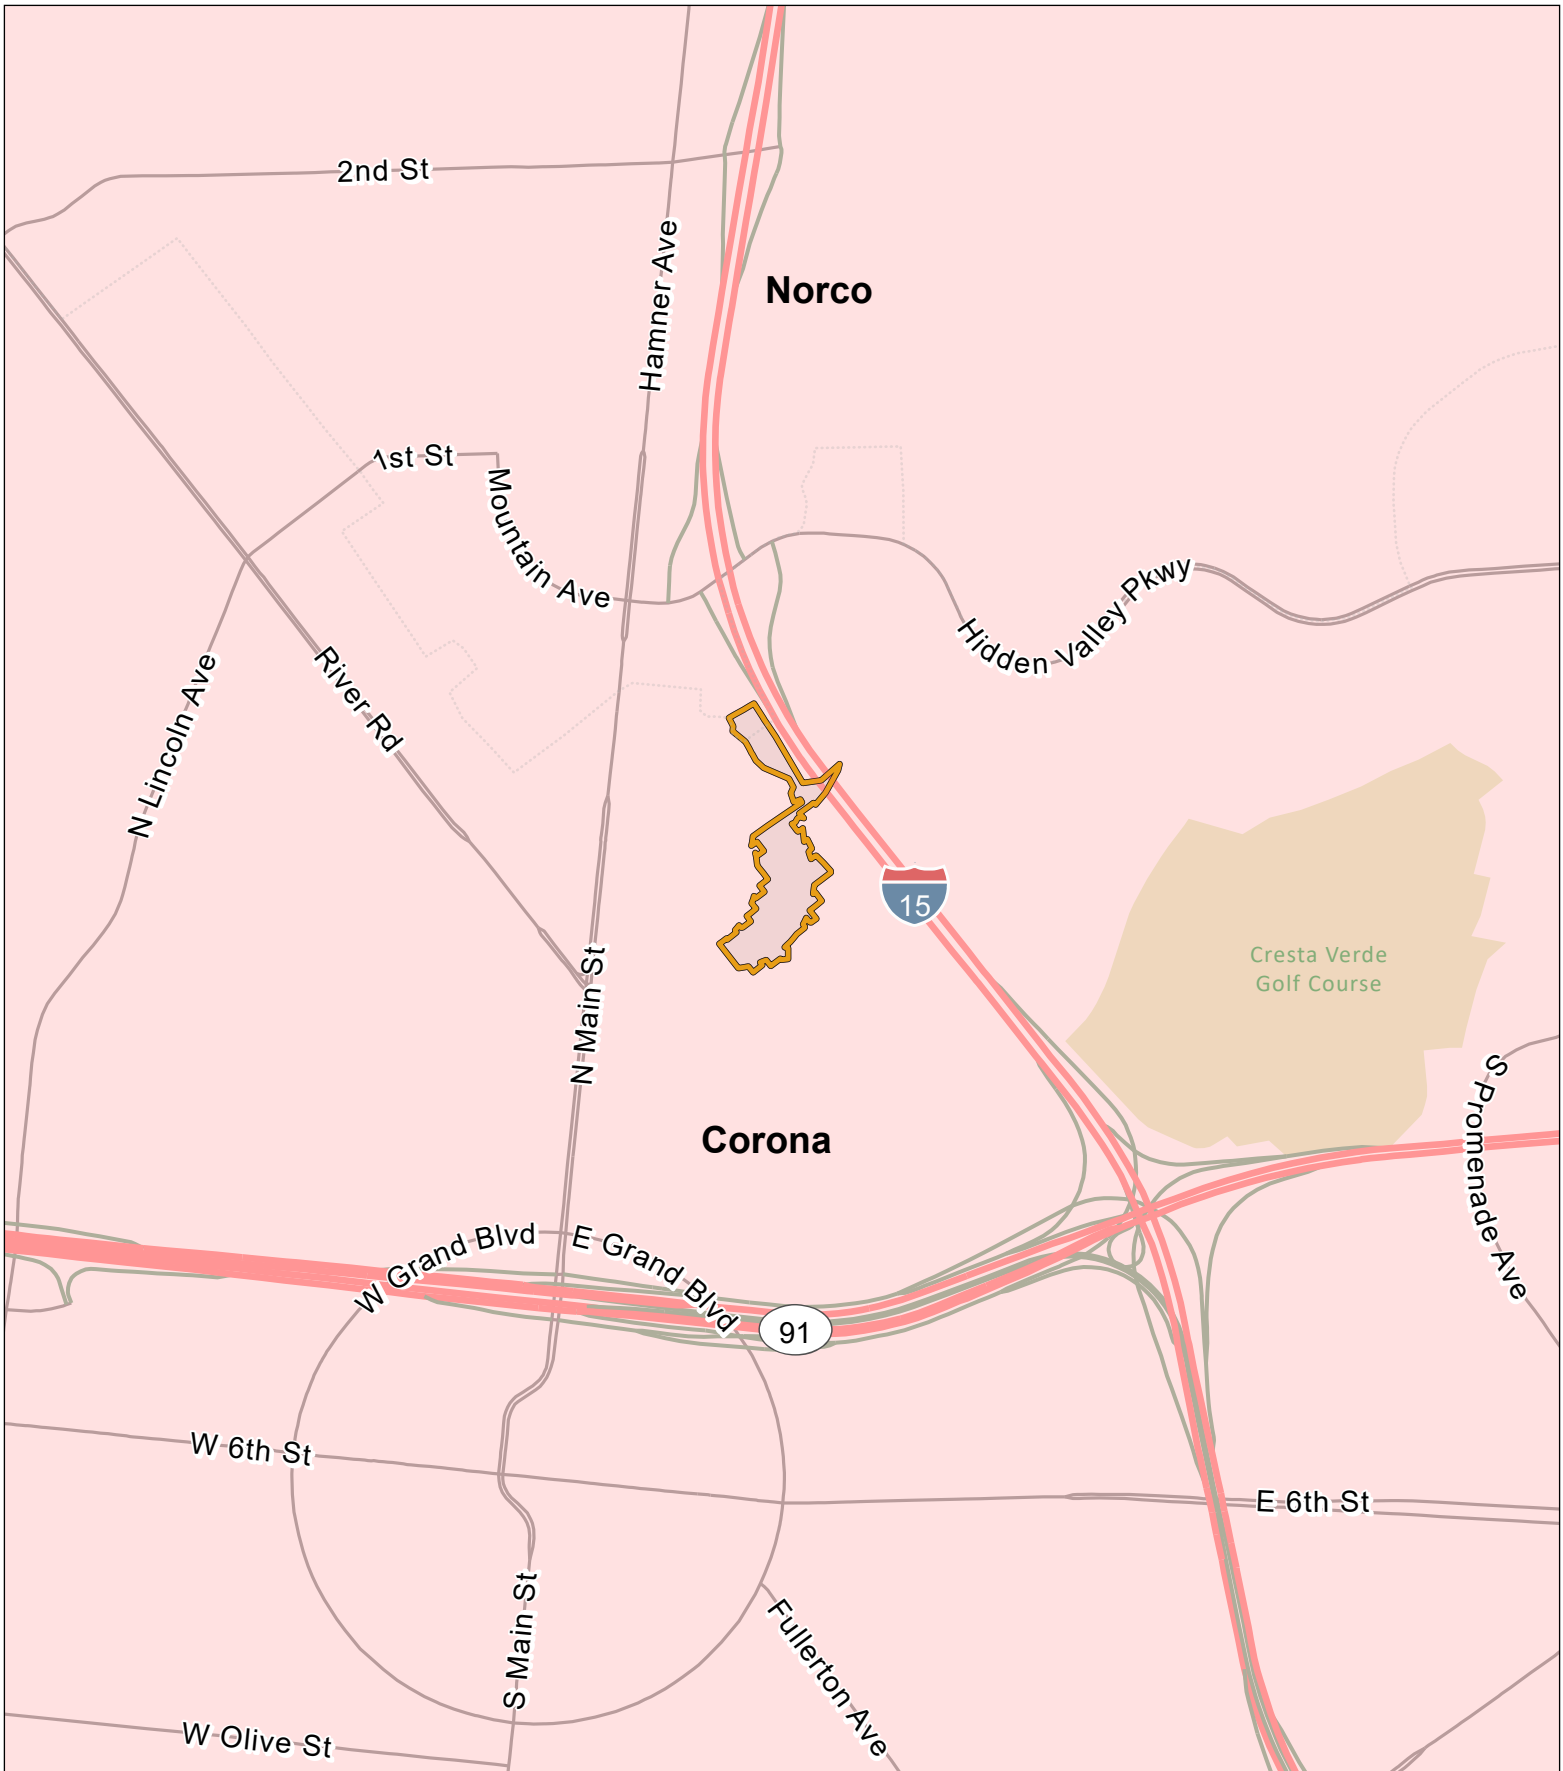 2nd St
Hamner Ave
Norco
1st St
Mountain Ave
Hidden Valley Pkwy
N Lincoln Ave
River Rd
15
Cresta Verde
Golf Course
N Main St
S Promenade Ave
Corona
W Grand Blvd
E Grand Blvd
91
W 6th St
E 6th St
S Main St
Fullerton Ave
W Olive St